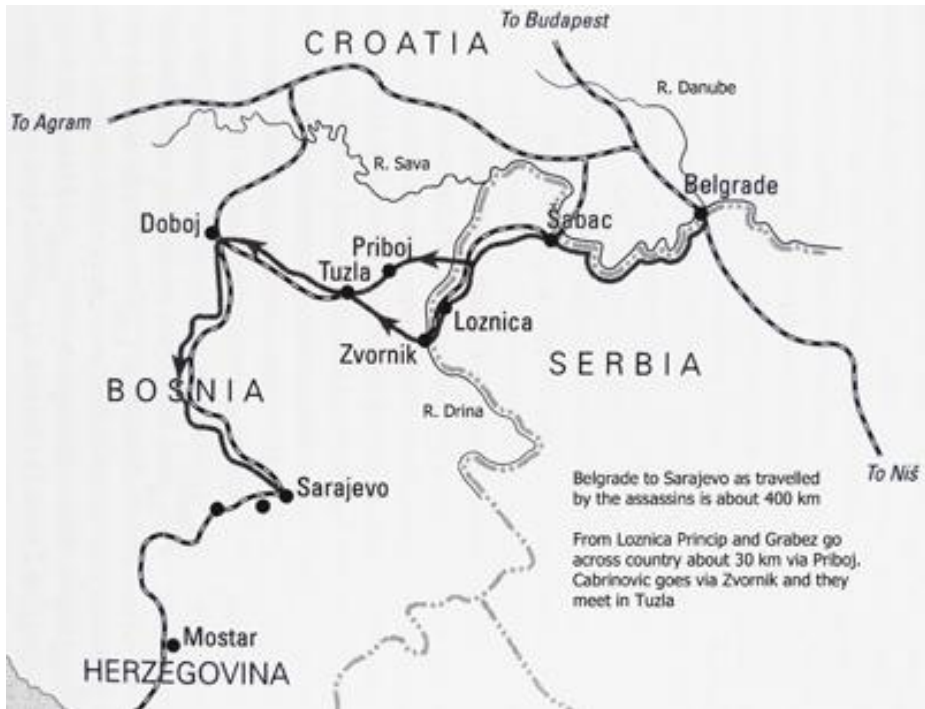 To Budapest
CROATIA
R. Danube
To Agram
R. Sava
Belgrade
Doboj
Šabac
Priboj
Tuzla
Loznica
Zvornik
SERBIA
BOSNIA
R. Drina
To Niš
Sarajevo
Belgrade to Sarajevo as travelled
by the assassins is about 400 km
From Loznica Princip and Grabez go
across country about 30 km via Priboj.
Cabrinovic goes via Zvornik and they
meet in Tuzla
Mostar
HERZEGOVINA